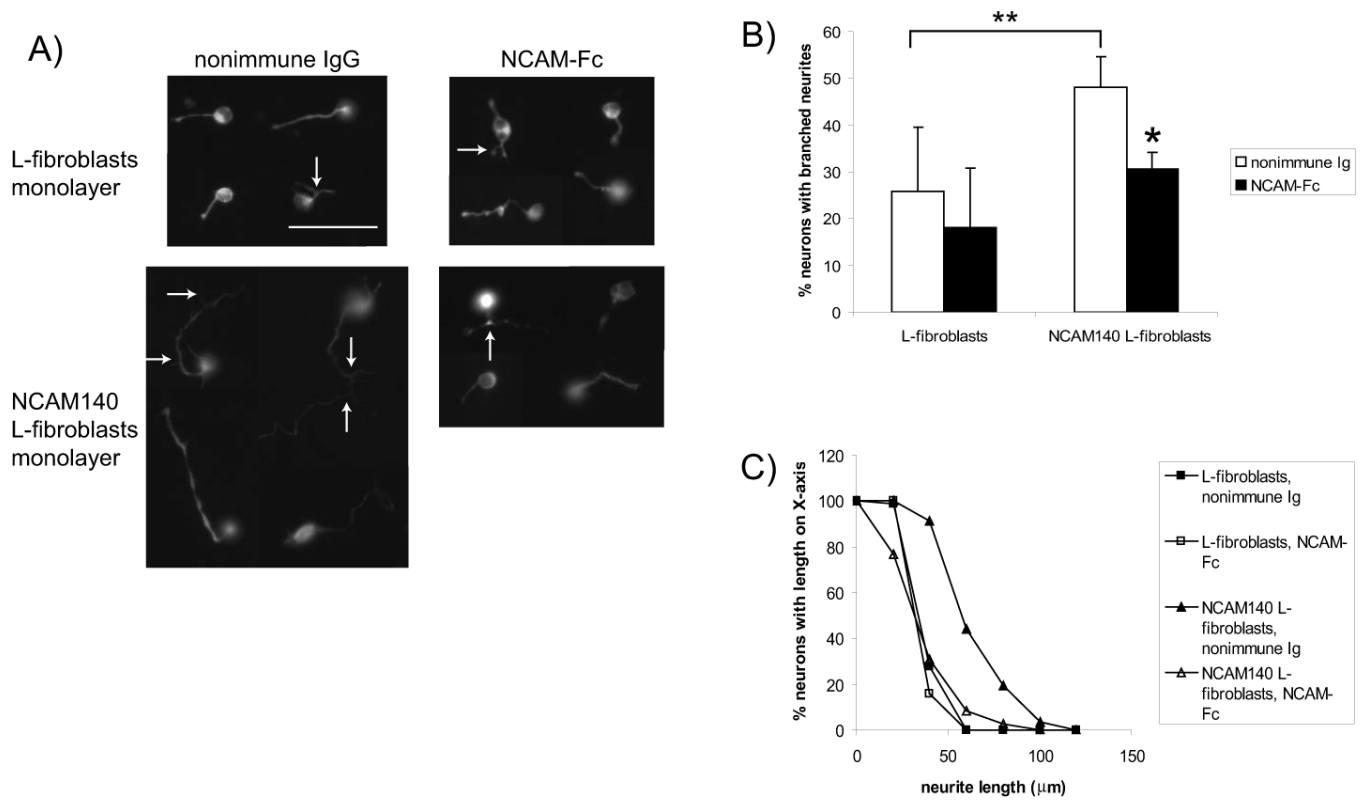 A)
nonimmune IgG
NCAM-Fc
L-fibroblasts
monolayer
NCAM140
L-fibroblasts
monolayer
B)
**
*
% neurons with branched neurites
60
50
40
30
20
10
0
L-fibroblasts
NCAM140 L-fibroblasts
nonimmune Ig
NCAM-Fc
C)
% neurons with length on X-axis
120
100
80
60
40
20
0
0
50
100
150
neurite length (μm)
L-fibroblasts,
nonimmune Ig
L-fibroblasts, NCAM-
Fc
NCAM140 L-
fibroblasts,
nonimmune Ig
NCAM140 L-
fibroblasts, NCAM-
Fc